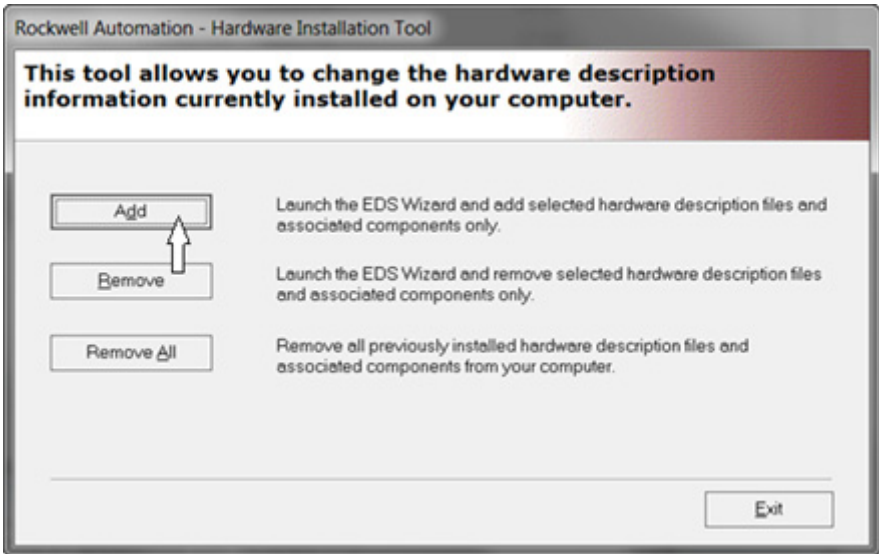 Rockwell Automation - Hardware Installation Tool
This tool allows you to change the hardware description
information currently installed on your computer.
Add
Launch the EDS Wizard and add selected hardware description files and
associated components only.
Remove
Launch the EDS Wizard and remove selected hardware description files
and associated components only.
Remove All
Remove all previously installed hardware description files and
associated components from your computer.
Exit